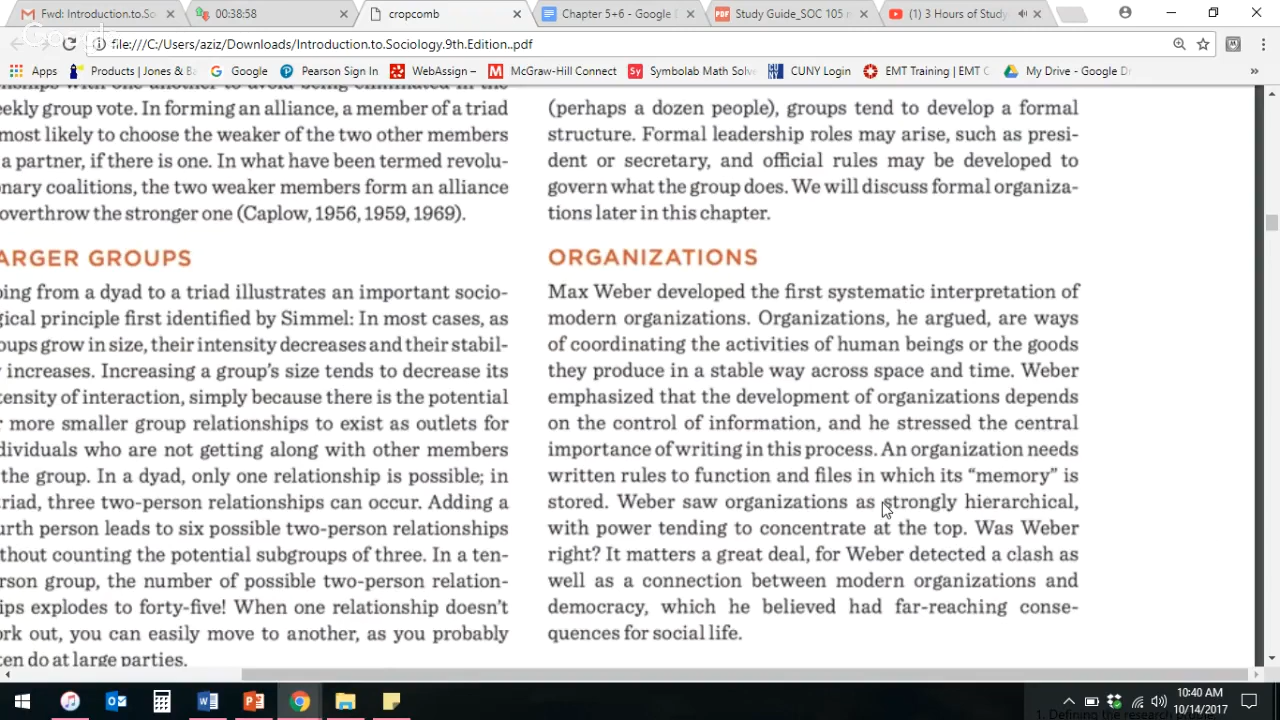 Fwd: Introduction.to.So
00:38:58
cropcomb
Chapter 5+6 - Google
Study Guide_SOC 105
(1) 3 Hours of Study
file:///C:/Users/aziz/Downloads/Introduction.to.Sociology.9th.Edition..pdf
Apps
Products | Jones & Ba
Google
Pearson Sign In
WebAssign –
McGraw-Hill Connect
Symbolab Math Solve
CUNY Login
EMT Training | EMT C
My Drive - Google Dr
»
eekly group vote. In forming an alliance, a member of a triad
most likely to choose the weaker of the two other members
a partner, if there is one. In what have been termed revolu-
onary coalitions, the two weaker members form an alliance
overthrow the stronger one (Caplow, 1956, 1959, 1969).
ARGER GROUPS
oing from a dyad to a triad illustrates an important socio-
gical principle first identified by Simmel: In most cases, as
oups grow in size, their intensity decreases and their stabil-
y increases. Increasing a group's size tends to decrease its
tensity of interaction, simply because there is the potential
r more smaller group relationships to exist as outlets for
dividuals who are not getting along with other members
the group. In a dyad, only one relationship is possible; in
triad, three two-person relationships can occur. Adding a
urth person leads to six possible two-person relationships
thout counting the potential subgroups of three. In a ten-
rson group, the number of possible two-person relation-
ips explodes to forty-five! When one relationship doesn't
ork out, you can easily move to another, as you probably
ten do at large parties.
(perhaps a dozen people), groups tend to develop a formal
structure. Formal leadership roles may arise, such as presi-
dent or secretary, and official rules may be developed to
govern what the group does. We will discuss formal organiza-
tions later in this chapter.
ORGANIZATIONS
Max Weber developed the first systematic interpretation of
modern organizations. Organizations, he argued, are ways
of coordinating the activities of human beings or the goods
they produce in a stable way across space and time. Weber
emphasized that the development of organizations depends
on the control of information, and he stressed the central
importance of writing in this process. An organization needs
written rules to function and files in which its “memory” is
stored. Weber saw organizations as strongly hierarchical,
with power tending to concentrate at the top. Was Weber
right? It matters a great deal, for Weber detected a clash as
well as a connection between modern organizations and
democracy, which he believed had far-reaching conse-
quences for social life.
10:40 AM
10/14/2017
1. Defining the research